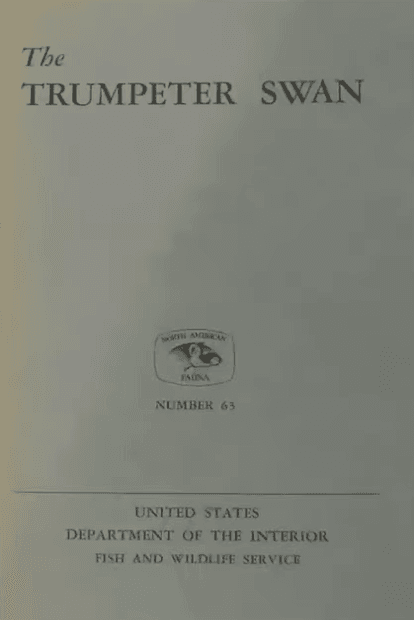 The
TRUMPETER SWAN
NORTH AMERICAN
FAUNA
NUMBER 63
UNITED STATES
DEPARTMENT OF THE INTERIOR
FISH AND WILDLIFE SERVICE